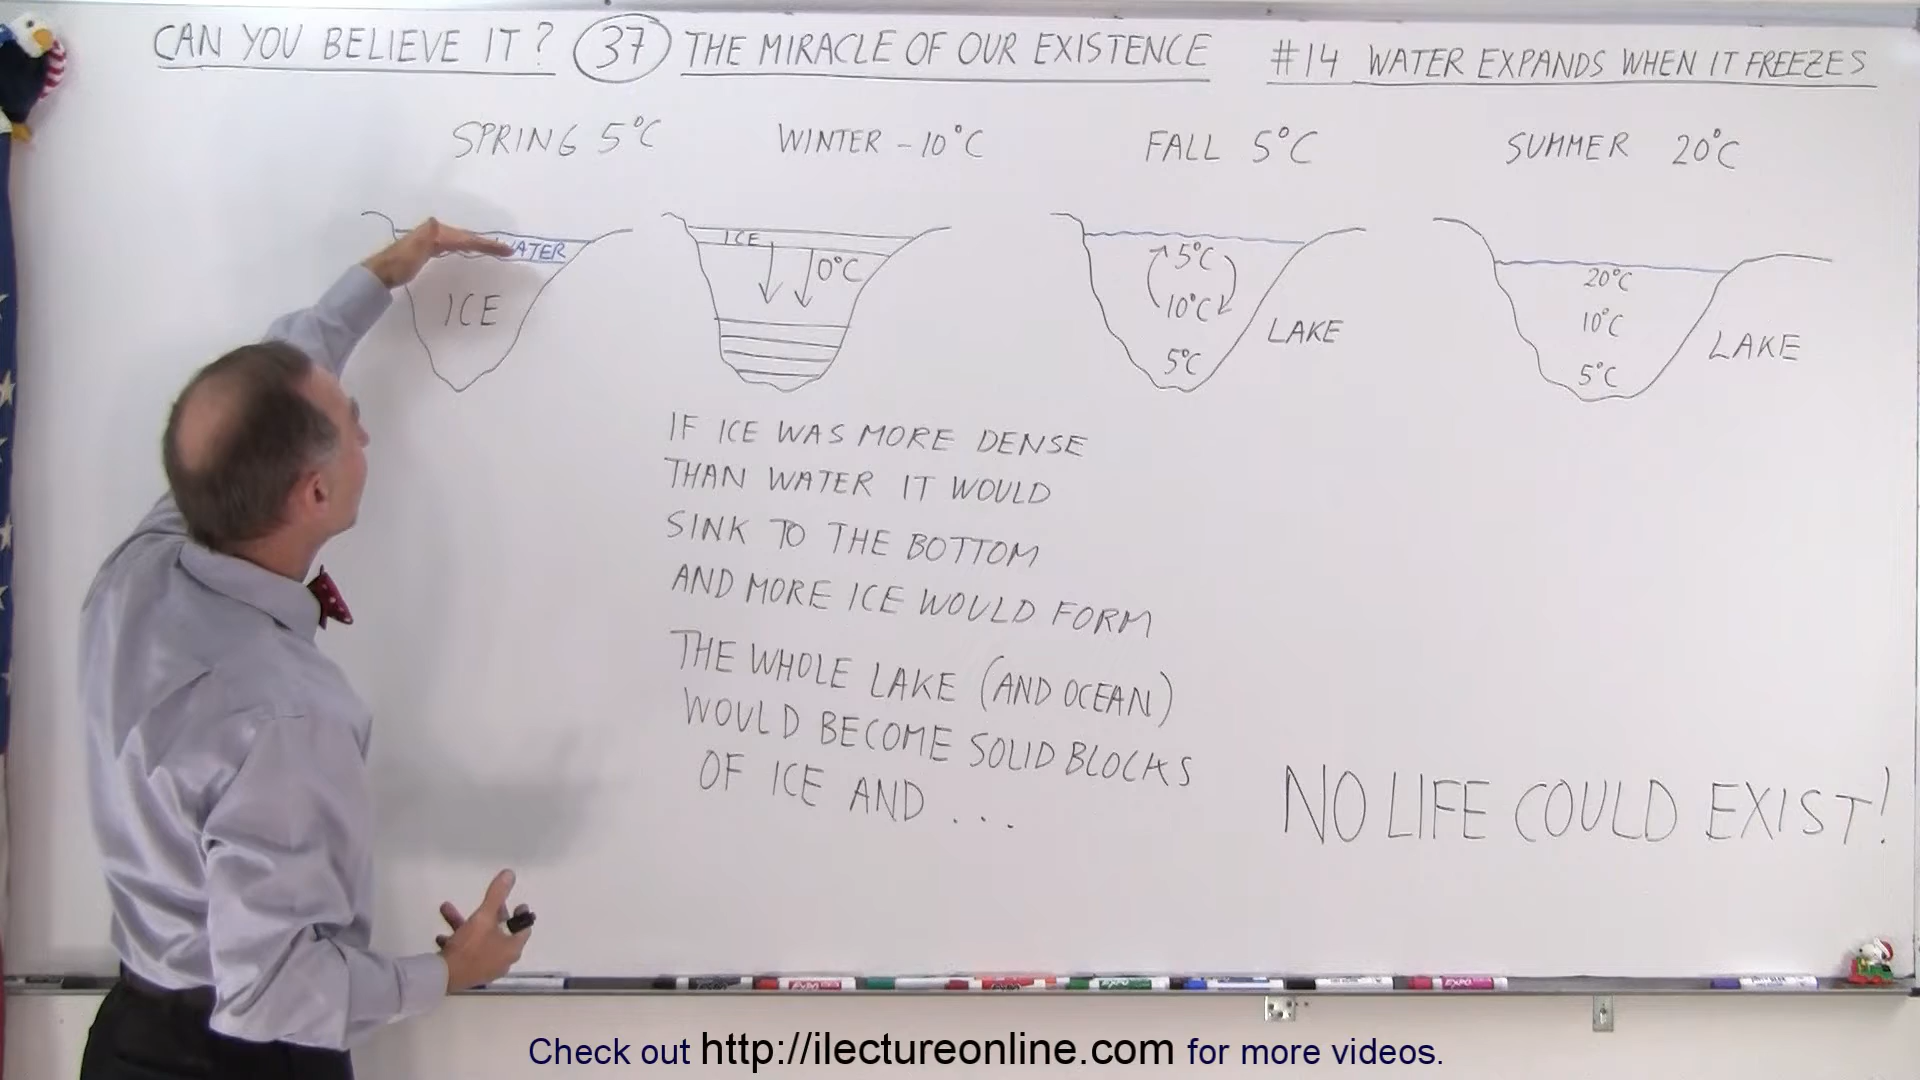 CAN YOU BELIEVE IT? 37 THE MIRACLE OF OUR EXISTENCE #14 WATER EXPANDS WHEN IT FREEZES
SPRING 5°C WINTER -10°C FALL 5°C SUMMER 20°C
WATER
ICE
ICE
0°C
5°C
10°C
5°C
LAKE
20°C
10°C
5°C
LAKE
IF ICE WAS MORE DENSE
THAN WATER IT WOULD
SINK TO THE BOTTOM
AND MORE ICE WOULD FORM
THE WHOLE LAKE (AND OCEAN)
WOULD BECOME SOLID BLOCKS
OF ICE AND ...
NO LIFE COULD EXIST!
EXPO
Check out http://ilectureonline.com for more videos.